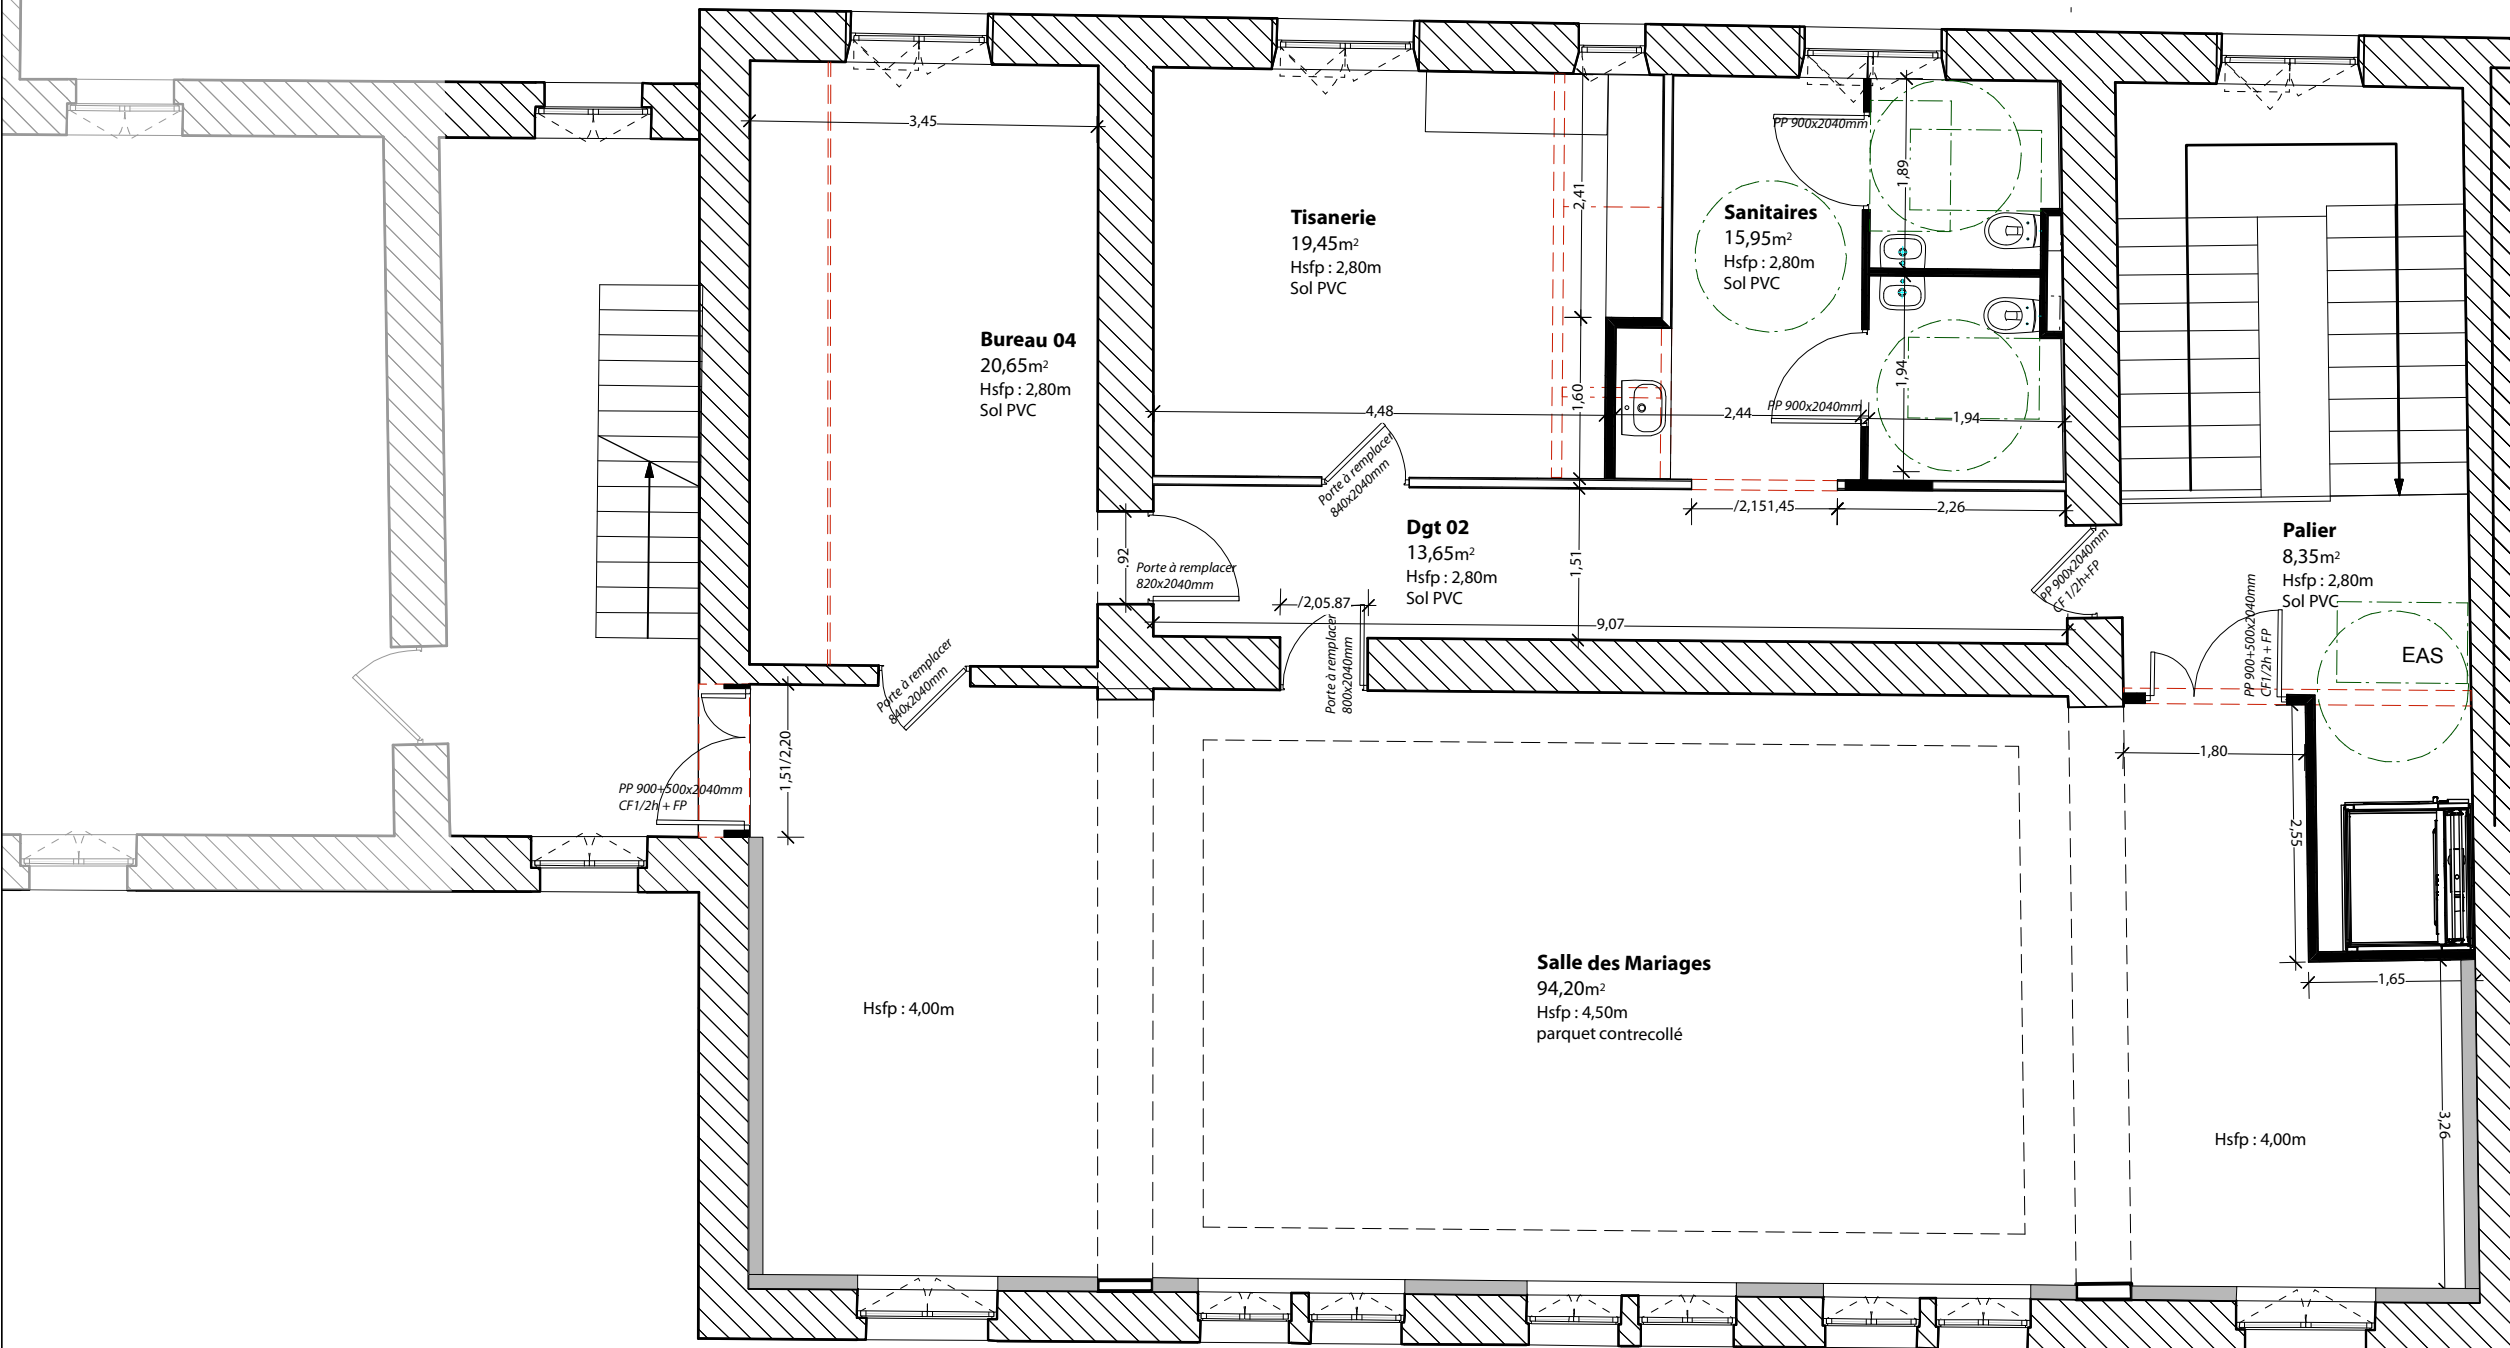 3,45
Bureau 04
20,65m²
Hsfp : 2,80m
Sol PVC
Tisanerie
19,45m²
Hsfp : 2,80m
Sol PVC
2,41
1,60
4,48
Sanitaires
15,95m²
Hsfp : 2,80m
Sol PVC
PP 900x2040mm
1,89
1,94
PP 900x2040mm
2,44
1,94
Porte à remplacer
840x2040mm
Dgt 02
13,65m²
Hsfp : 2,80m
Sol PVC
/2,151,45
2,26
1,51
,92
Porte à remplacer
820x2040mm
/2,05.87
9,07
Porte à remplacer
800x2040mm
PP 900x2040mm
CF 1/2h+FP
Palier
8,35m²
Hsfp : 2,80m
Sol PVC
PP 900+500x2040mm
CF1/2h + FP
EAS
Porte à remplacer
840x2040mm
1,51/2,20
PP 900+500x2040mm
CF1/2h + FP
1,80
2,55
1,65
3,26
Salle des Mariages
94,20m²
Hsfp : 4,50m
parquet contrecollé
Hsfp : 4,00m
Hsfp : 4,00m